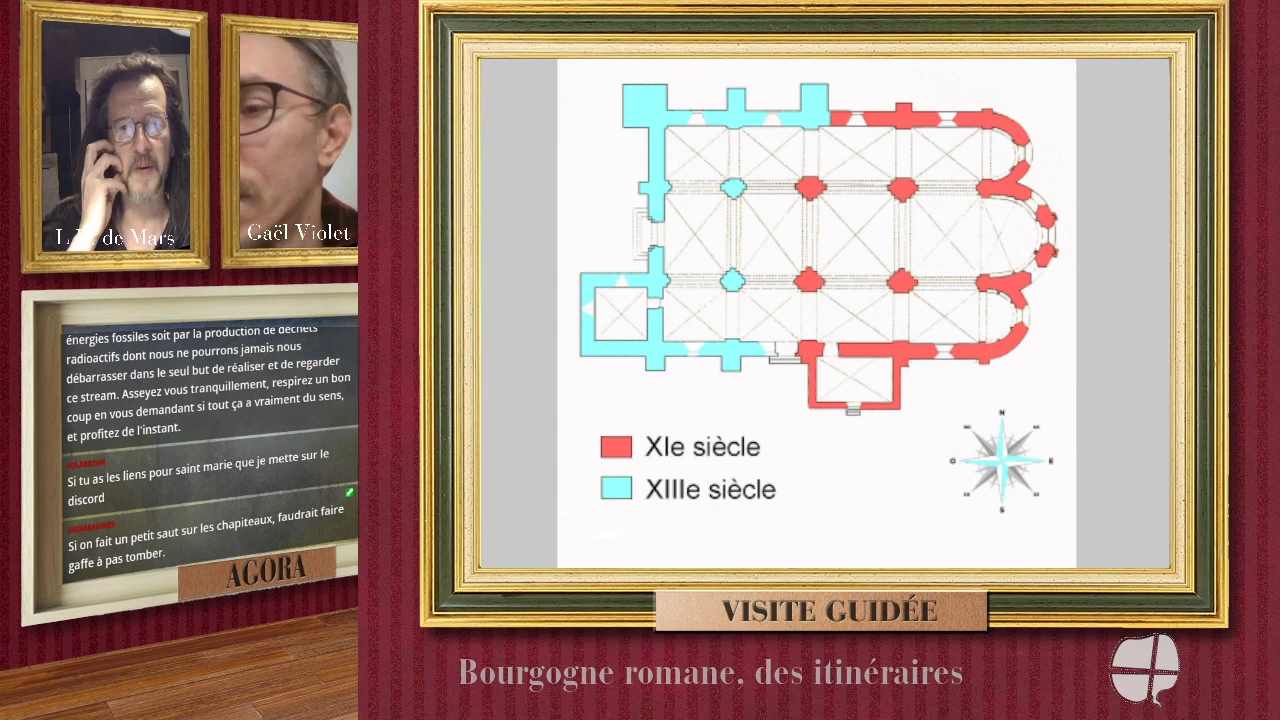 L.L. de Mars
Gaël Violet
énergies fossiles soit par la production de déchets
radioactifs dont nous ne pourrons jamais nous
débarrasser dans le seul but de réaliser et de regarder
ce stream. Asseyez vous tranquillement, respirez un bon
coup en vous demandant si tout ça a vraiment du sens,
et profitez de l'instant.
Si tu as les liens pour saint marie que je mette sur le
discord
Si on fait un petit saut sur les chapiteaux, faudrait faire
gaffe à pas tomber.
AGORA
XIe siècle
XIIIe siècle
N
O
E
S
VISITE GUIDÉE
Bourgogne romane, des itinéraires